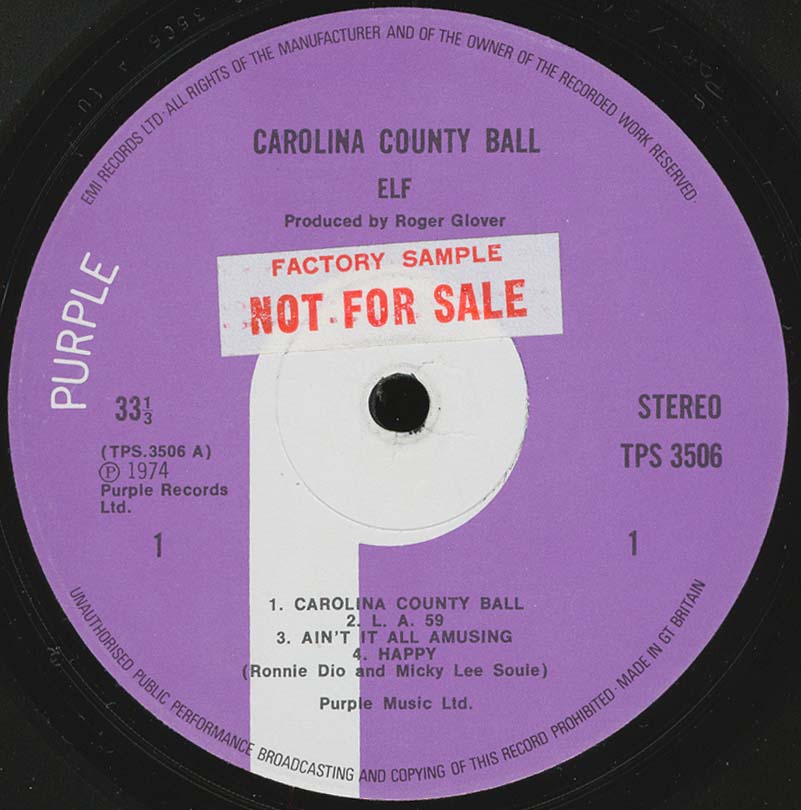 EMI RECORDS LTD·ALL RIGHTS OF THE MANUFACTURER AND OF THE OWNER OF THE RECORDED WORK RESERVED·
CAROLINA COUNTY BALL
ELF
Produced by Roger Glover
FACTORY SAMPLE
NOT·FOR SALE
PURPLE
33⅓
STEREO
(TPS.3506 A)
TPS 3506
Ⓟ 1974
Purple Records
Ltd.
1
1
1. CAROLINA COUNTY BALL
2. L. A. 59
3. AIN'T IT ALL AMUSING
4. HAPPY
(Ronnie Dio and Micky Lee Soule)
Purple Music Ltd.
UNAUTHORISED PUBLIC PERFORMANCE BROADCASTING AND COPYING OF THIS RECORD PROHIBITED·MADE IN GT BRITAIN